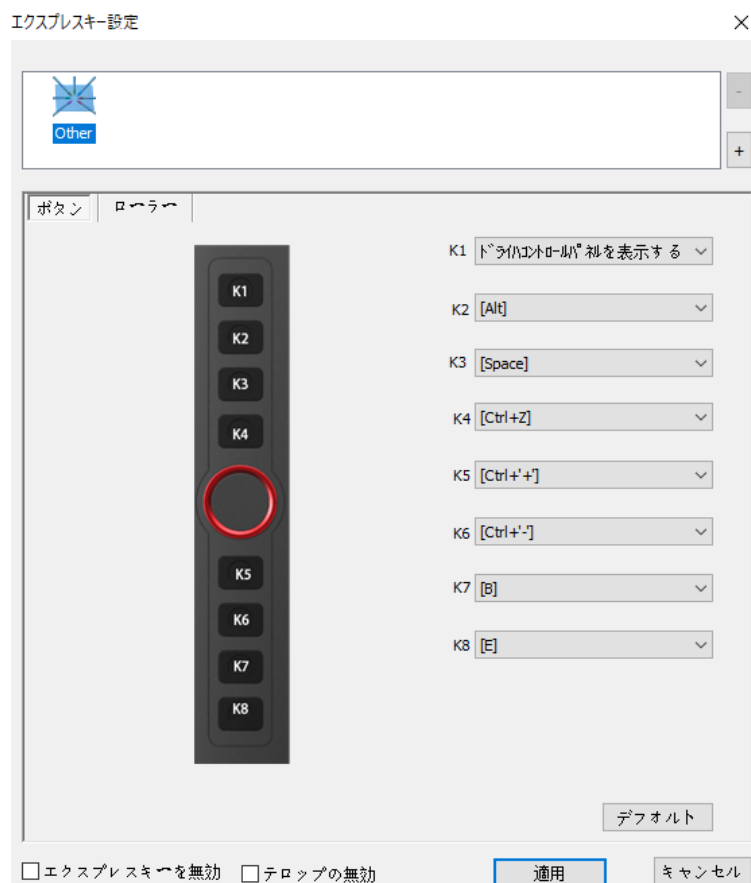 エクスプレスキー設定
Other
-
+
ボタン ローラー
K1
K2
K3
K4
K5
K6
K7
K8
K1 ドライバコントロールパネルを表示する
K2 [Alt]
K3 [Space]
K4 [Ctrl+Z]
K5 [Ctrl+'+']
K6 [Ctrl+'-']
K7 [B]
K8 [E]
デフォルト
エクスプレスキーを無効 テロップの無効 適用 キャンセル